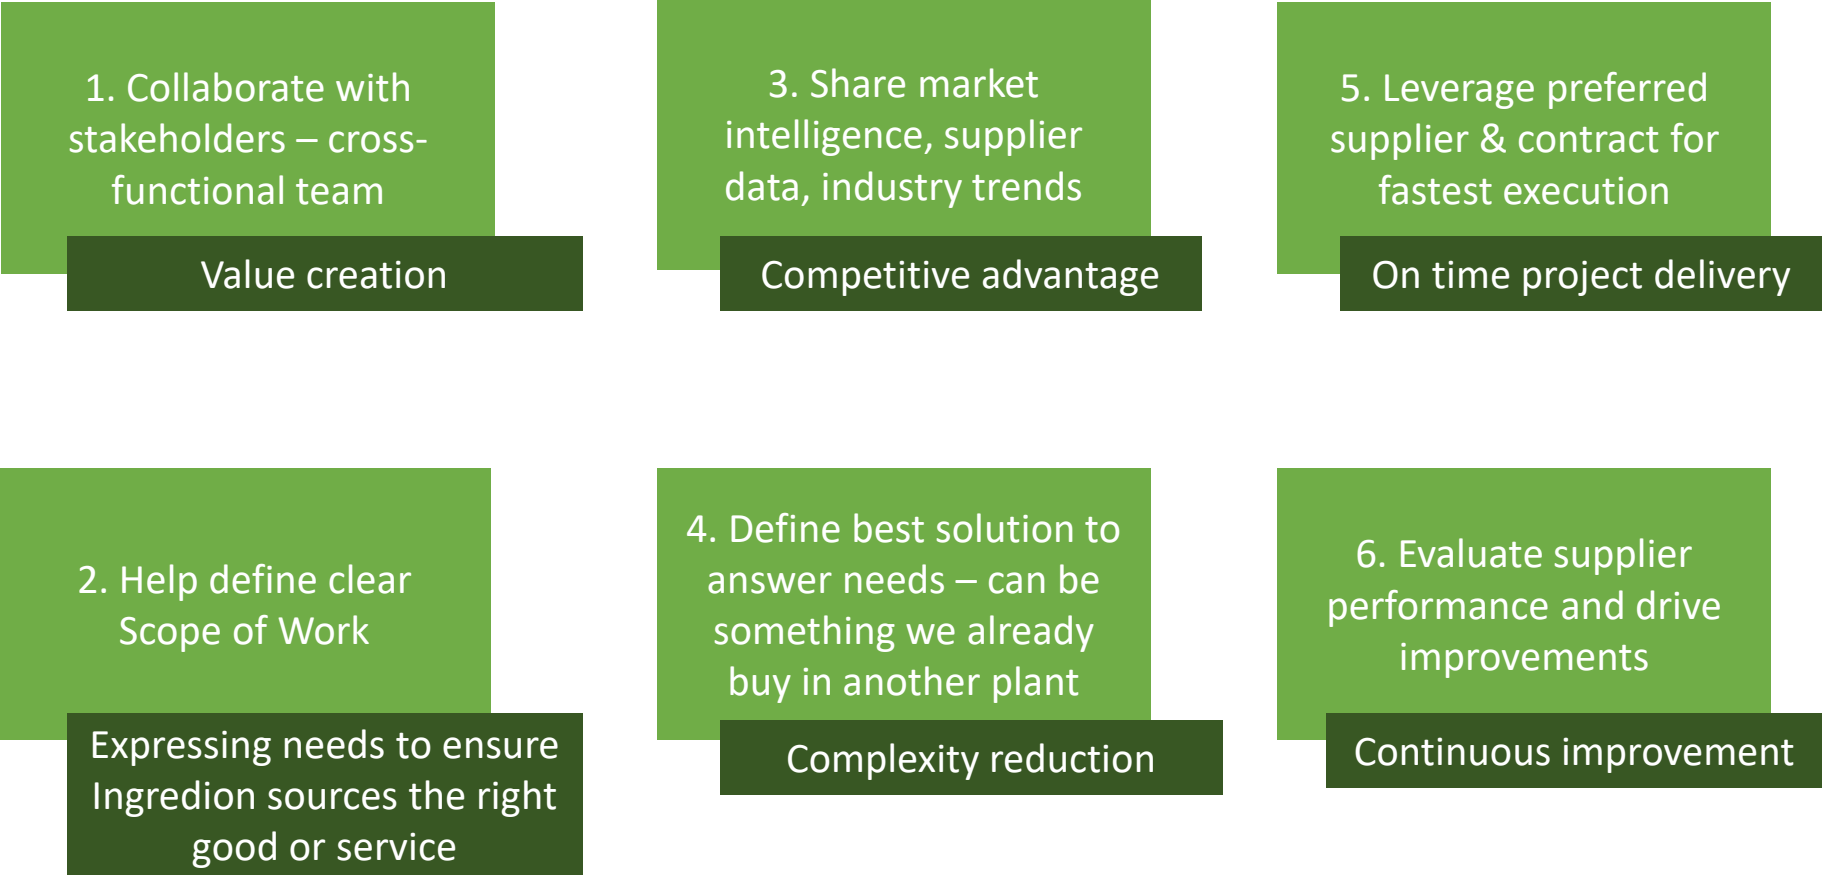 1. Collaborate with
stakeholders – cross-
functional team
Value creation
2. Help define clear
Scope of Work
Expressing needs to ensure
Ingredion sources the right
good or service
3. Share market
intelligence, supplier
data, industry trends
Competitive advantage
4. Define best solution to
answer needs – can be
something we already
buy in another plant
Complexity reduction
5. Leverage preferred
supplier & contract for
fastest execution
On time project delivery
6. Evaluate supplier
performance and drive
improvements
Continuous improvement